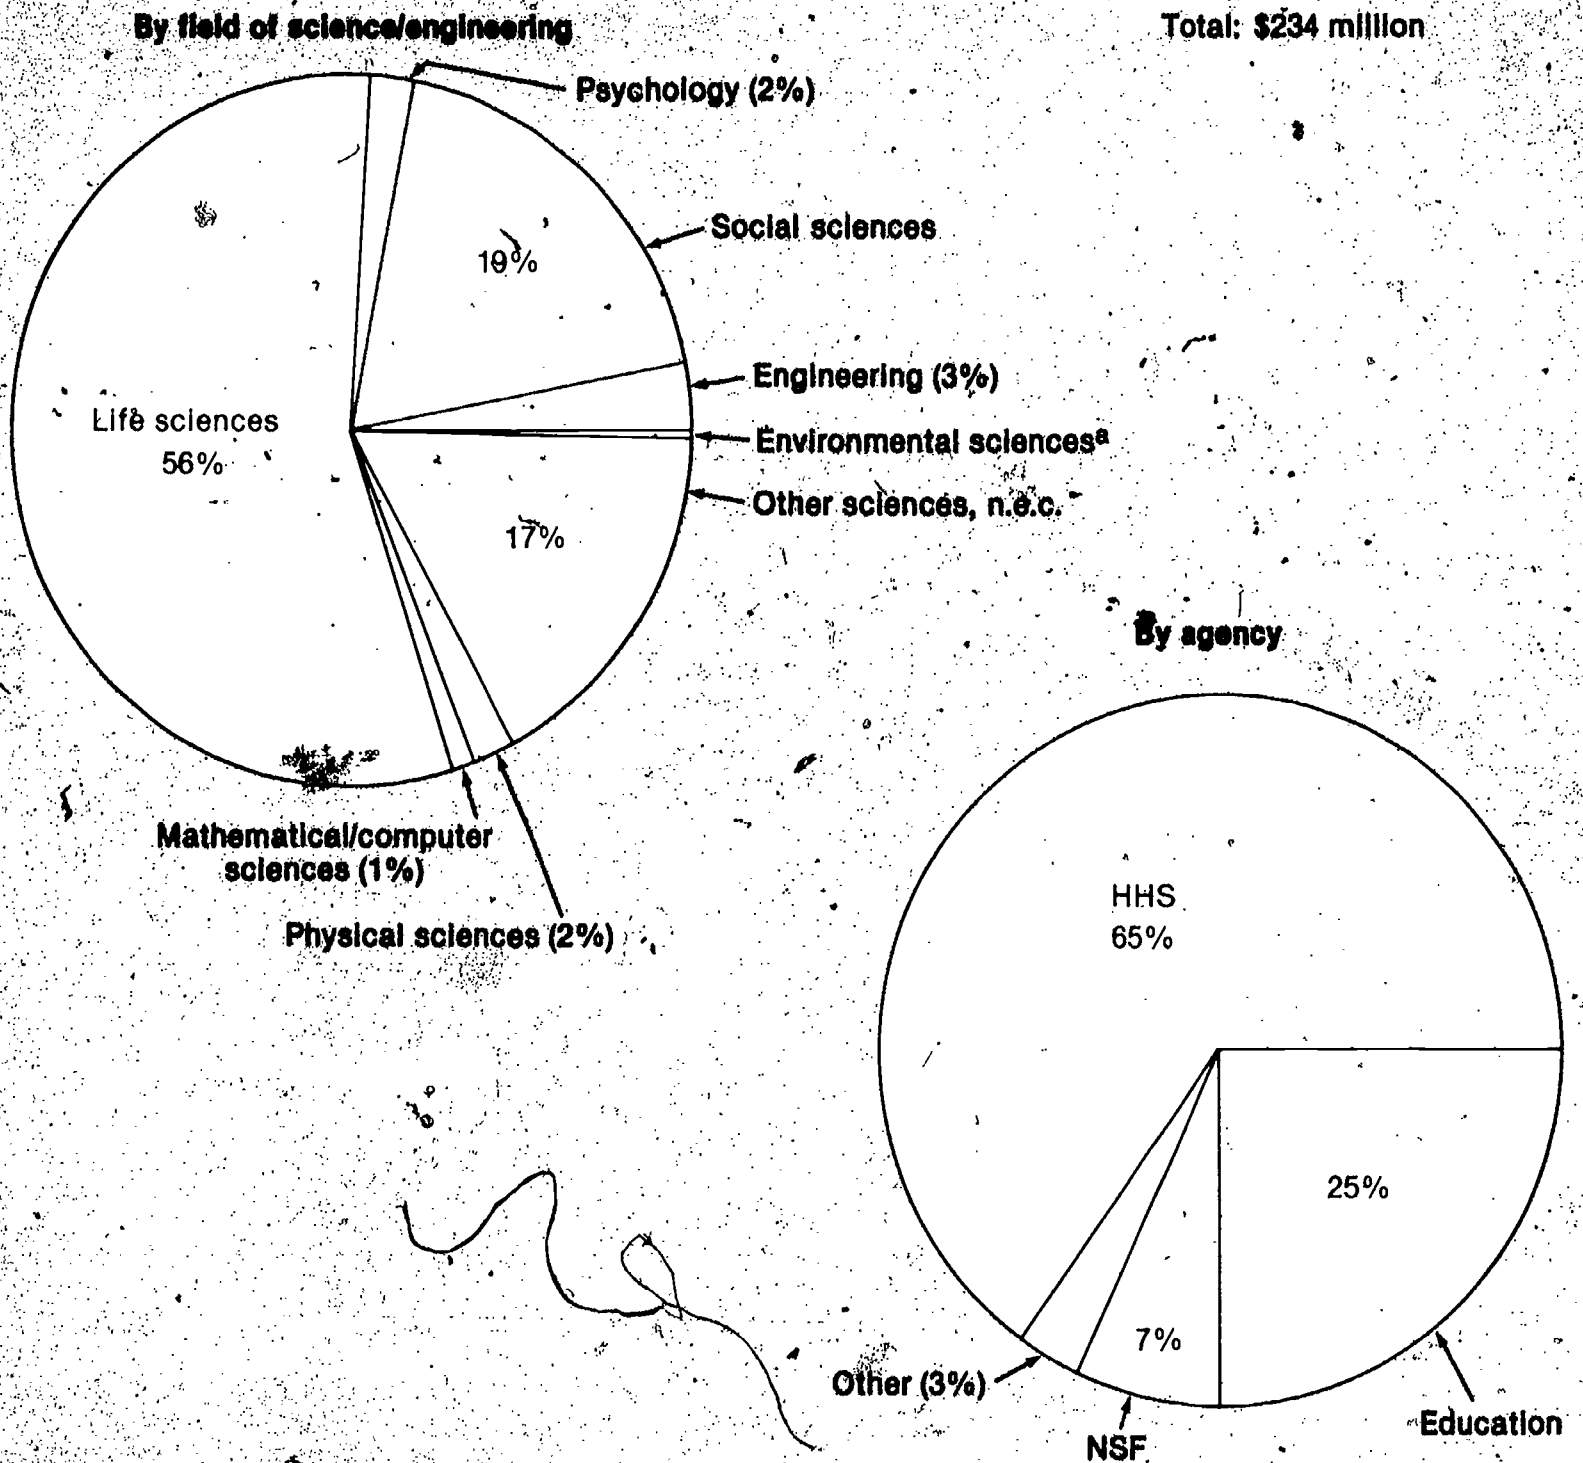 By field of science/engineering
Total: $234 million
Psychology (2%)
Social sciences
19%
Engineering (3%)
Life sciences
56%
Environmental sciencesᵃ
Other sciences, n.e.c.
17%
By agency
Mathematical/computer
sciences (1%)
Physical sciences (2%)
HHS
65%
25%
7%
Other (3%)
Education
NSF